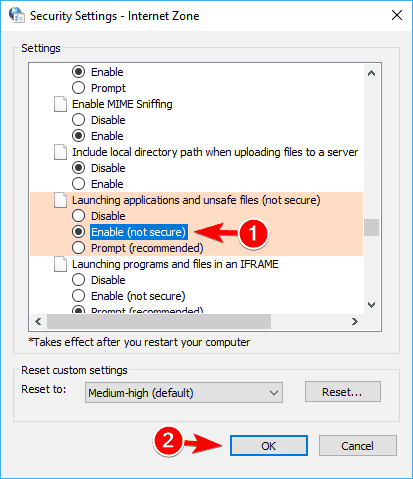 Security Settings - Internet Zone
Settings
Enable
Prompt
Enable MIME Sniffing
Disable
Enable
Include local directory path when uploading files to a server
Disable
Enable
Launching applications and unsafe files (not secure)
Disable
Enable (not secure)
1
Prompt (recommended)
Launching programs and files in an IFRAME
Disable
Enable (not secure)
Prompt (recommended)
*Takes effect after you restart your computer
Reset custom settings
Reset to:
Medium-high (default)
Reset...
2
OK
Cancel